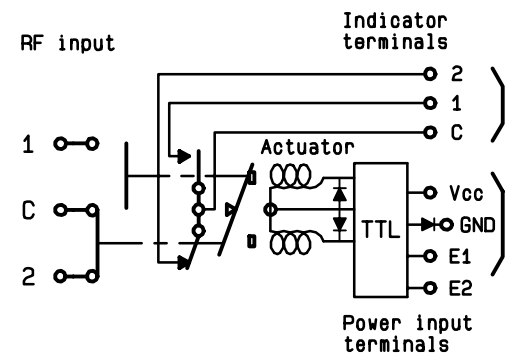 Indicator
terminals
RF input
2
1
C
1
Actuator
Vcc
C
TTL
GND
E1
2
E2
Power input
terminals